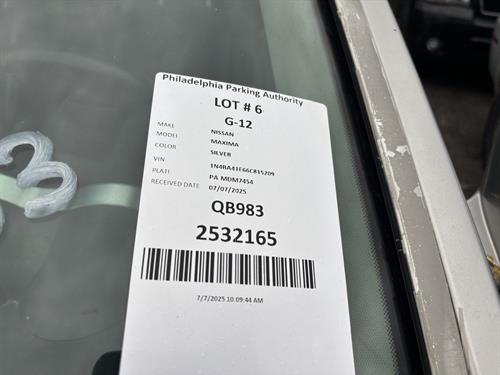 Philadelphia Parking Authority
LOT # 6
G-12
MAKE NISSAN
MODEL MAXIMA
COLOR SILVER
VIN 1N4BA41E66C815209
PLATE PA MDM7454
RECEIVED DATE 07/07/2025
QB983
2532165
7/7/2025 10:09:44 AM
3